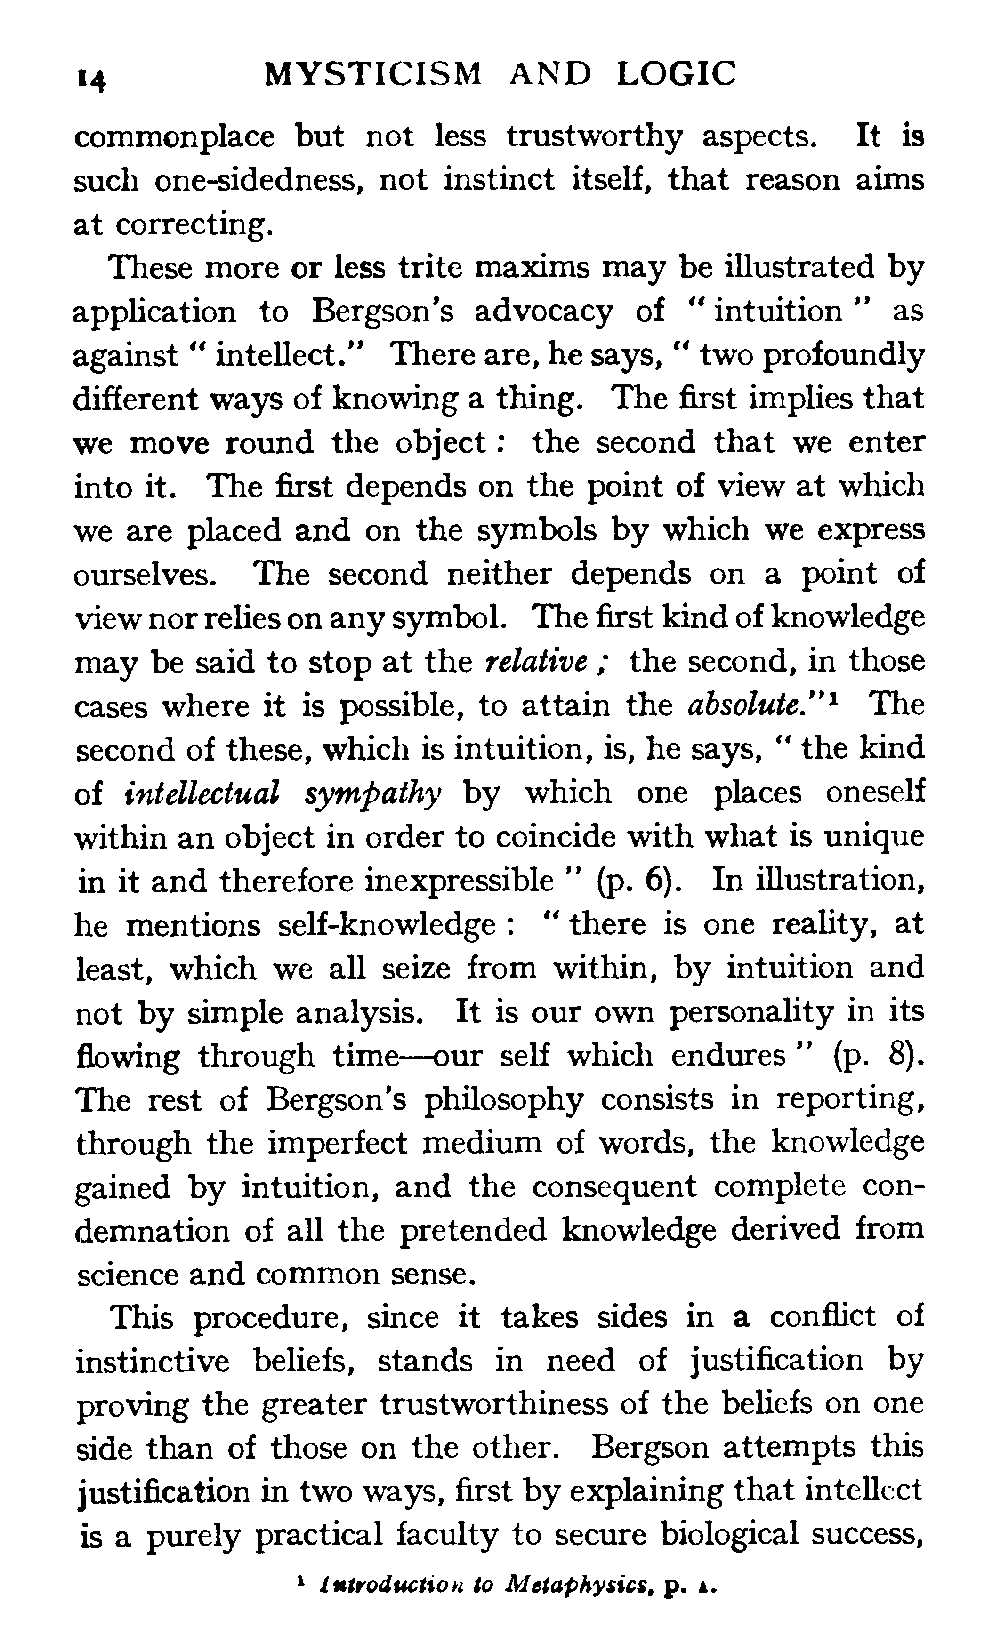 14 MYSTICISM AND LOGIC
commonplace but not less trustworthy aspects. It is
such one-sidedness, not instinct itself, that reason aims
at correcting.
These more or less trite maxims may be illustrated by
application to Bergson's advocacy of " intuition " as
against " intellect." There are, he says, " two profoundly
different ways of knowing a thing. The first implies that
we move round the object : the second that we enter
into it. The first depends on the point of view at which
we are placed and on the symbols by which we express
ourselves. The second neither depends on a point of
view nor relies on any symbol. The first kind of knowledge
may be said to stop at the relative ; the second, in those
cases where it is possible, to attain the absolute."¹ The
second of these, which is intuition, is, he says, " the kind
of intellectual sympathy by which one places oneself
within an object in order to coincide with what is unique
in it and therefore inexpressible " (p. 6). In illustration,
he mentions self-knowledge : " there is one reality, at
least, which we all seize from within, by intuition and
not by simple analysis. It is our own personality in its
flowing through time—our self which endures " (p. 8).
The rest of Bergson's philosophy consists in reporting,
through the imperfect medium of words, the knowledge
gained by intuition, and the consequent complete con-
demnation of all the pretended knowledge derived from
science and common sense.
This procedure, since it takes sides in a conflict of
instinctive beliefs, stands in need of justification by
proving the greater trustworthiness of the beliefs on one
side than of those on the other. Bergson attempts this
justification in two ways, first by explaining that intellect
is a purely practical faculty to secure biological success,
¹ Introduction to Metaphysics, p.